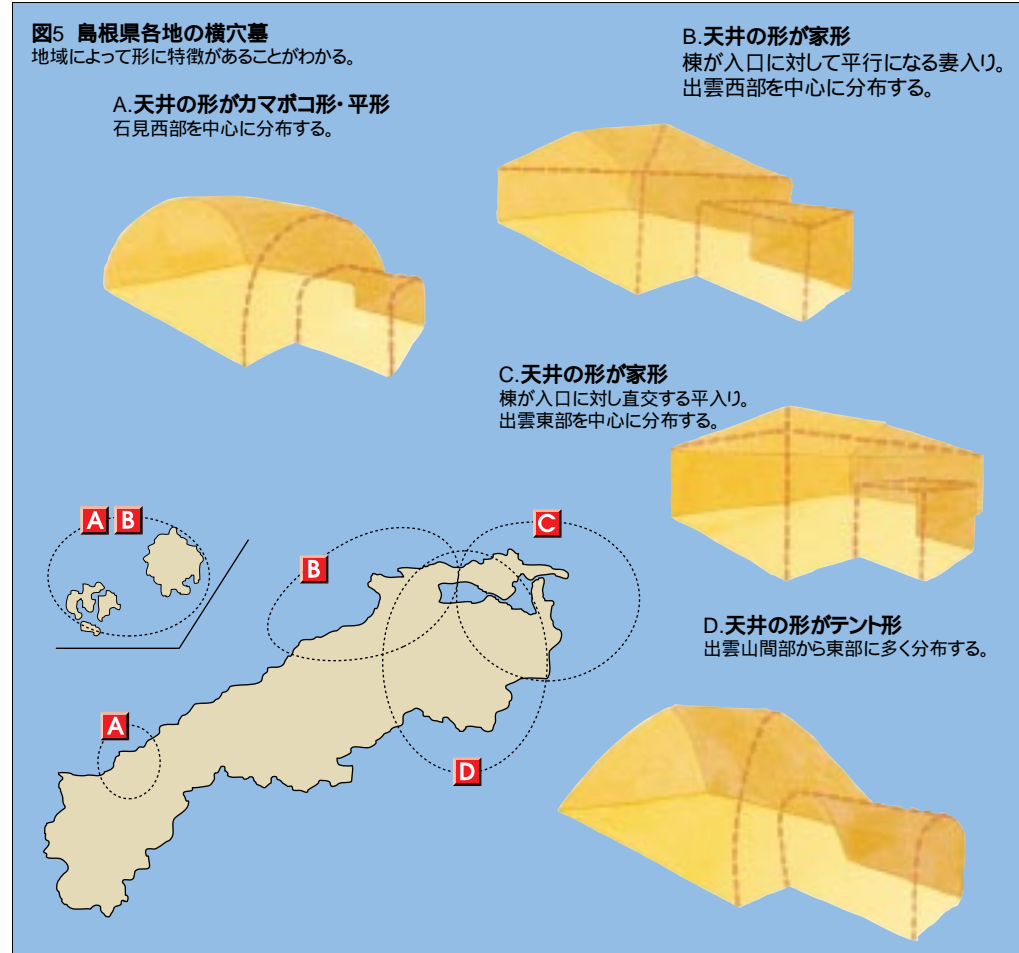 図5 島根県各地の横穴墓
地域によって形に特徴があることがわかる。
A.天井の形がカマボコ形・平形
石見西部を中心に分布する。
B.天井の形が家形
棟が入口に対して平行になる妻入り。
出雲西部を中心に分布する。
C.天井の形が家形
棟が入口に対し直交する平入り。
出雲東部を中心に分布する。
D.天井の形がテント形
出雲山間部から東部に多く分布する。
A B
B
C
A
D